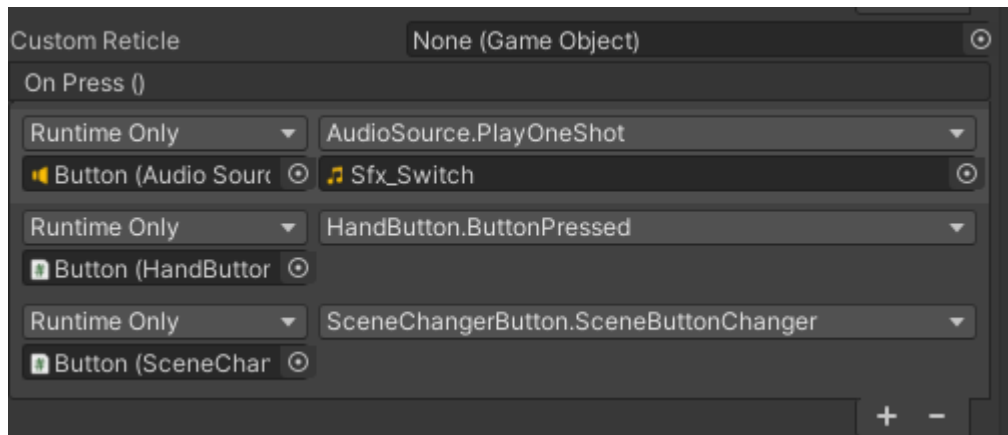 Custom Reticle None (Game Object)
On Press ()
Runtime Only AudioSource.PlayOneShot
Button (Audio Sourc Sfx_Switch
Runtime Only HandButton.ButtonPressed
Button (HandButtor
Runtime Only SceneChangerButton.SceneButtonChanger
Button (SceneChar
+ −